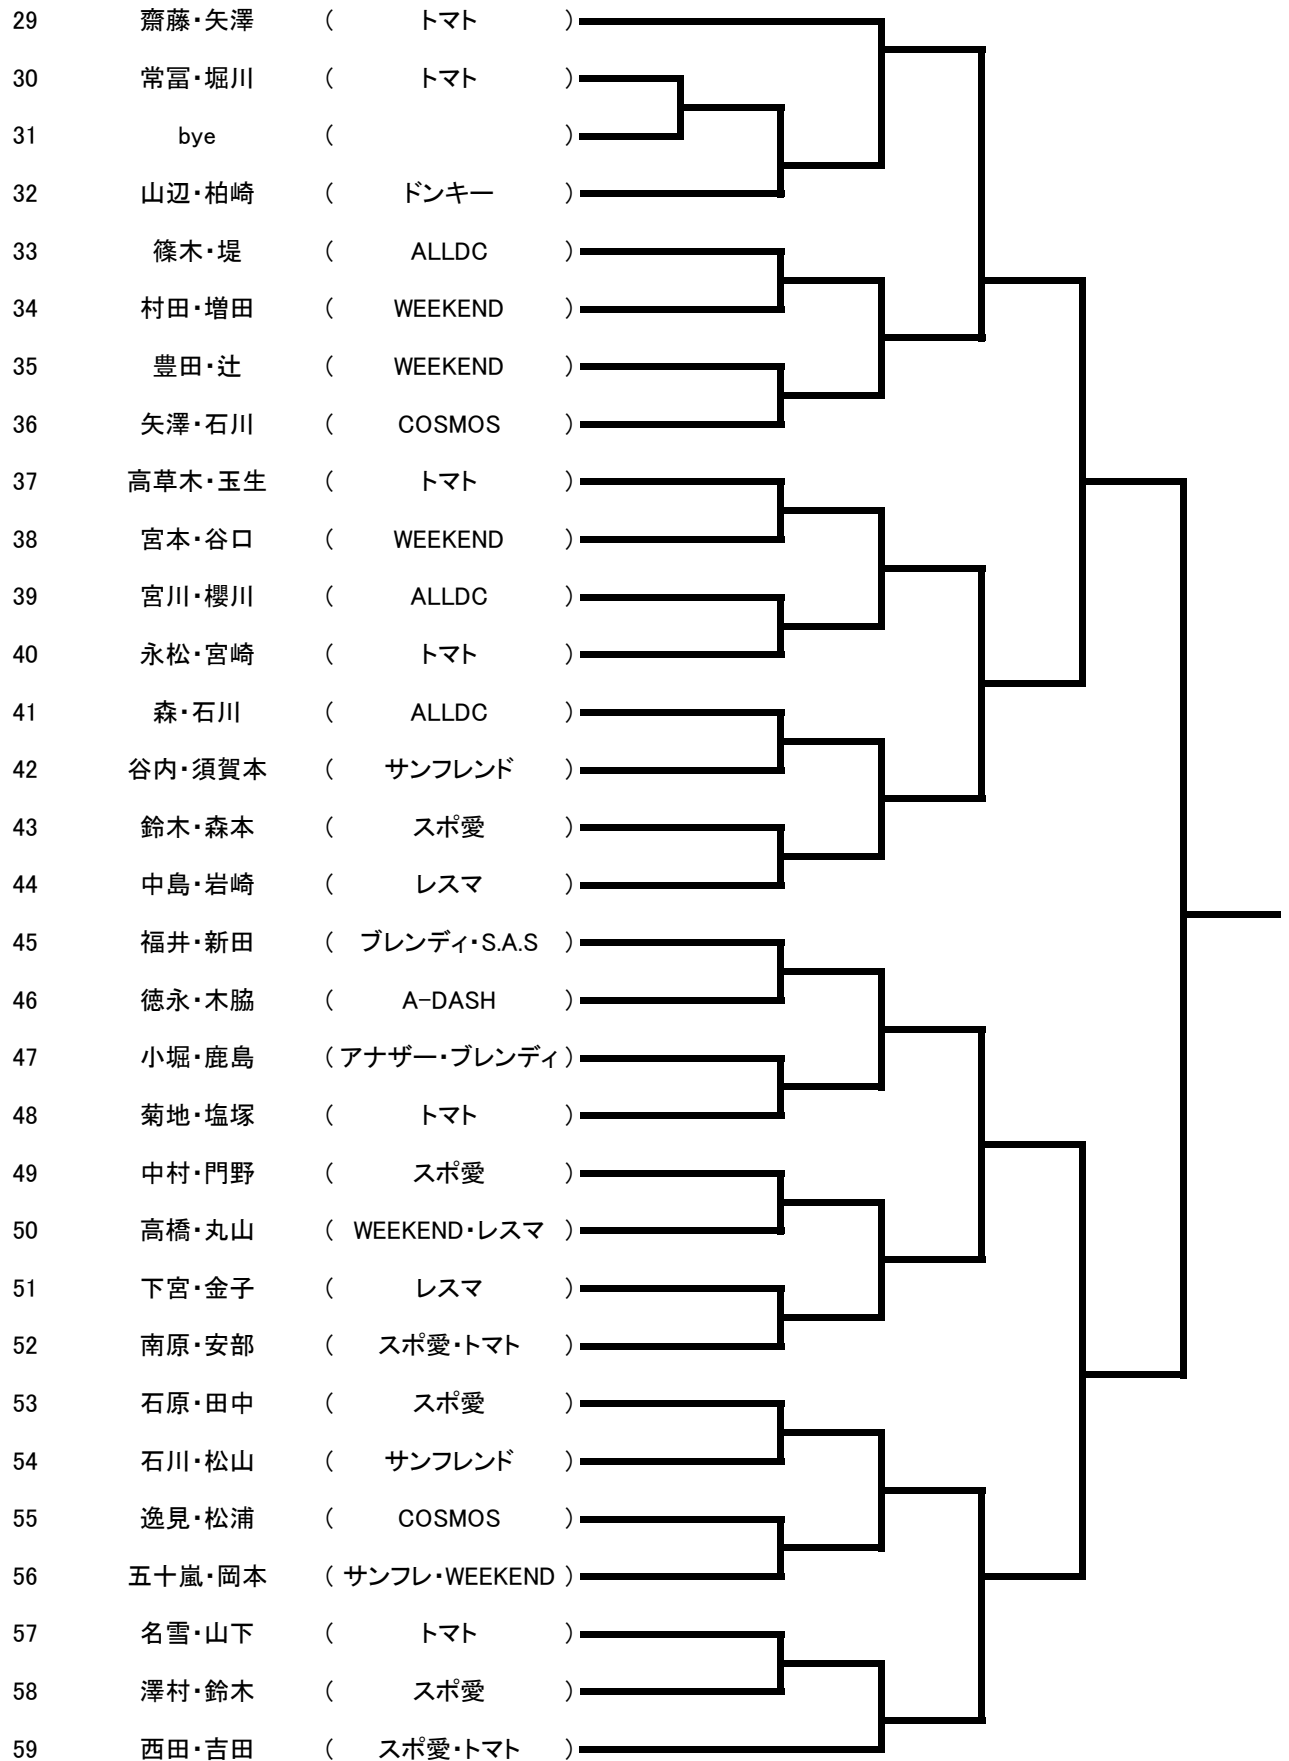 29 齋藤・矢澤 ( トマト )
30 常冨・堀川 ( トマト )
31 bye ( )
32 山辺・柏崎 ( ドンキー )
33 篠木・堤 ( ALLDC )
34 村田・増田 ( WEEKEND )
35 豊田・辻 ( WEEKEND )
36 矢澤・石川 ( COSMOS )
37 高草木・玉生 ( トマト )
38 宮本・谷口 ( WEEKEND )
39 宮川・櫻川 ( ALLDC )
40 永松・宮崎 ( トマト )
41 森・石川 ( ALLDC )
42 谷内・須賀本 ( サンフレンド )
43 鈴木・森本 ( スポ愛 )
44 中島・岩崎 ( レスマ )
45 福井・新田 ( ブレンディ・S.A.S )
46 徳永・木脇 ( A-DASH )
47 小堀・鹿島 ( アナザー・ブレンディ )
48 菊地・塩塚 ( トマト )
49 中村・門野 ( スポ愛 )
50 高橋・丸山 ( WEEKEND・レスマ )
51 下宮・金子 ( レスマ )
52 南原・安部 ( スポ愛・トマト )
53 石原・田中 ( スポ愛 )
54 石川・松山 ( サンフレンド )
55 逸見・松浦 ( COSMOS )
56 五十嵐・岡本 ( サンフレ・WEEKEND )
57 名雪・山下 ( トマト )
58 澤村・鈴木 ( スポ愛 )
59 西田・吉田 ( スポ愛・トマト )